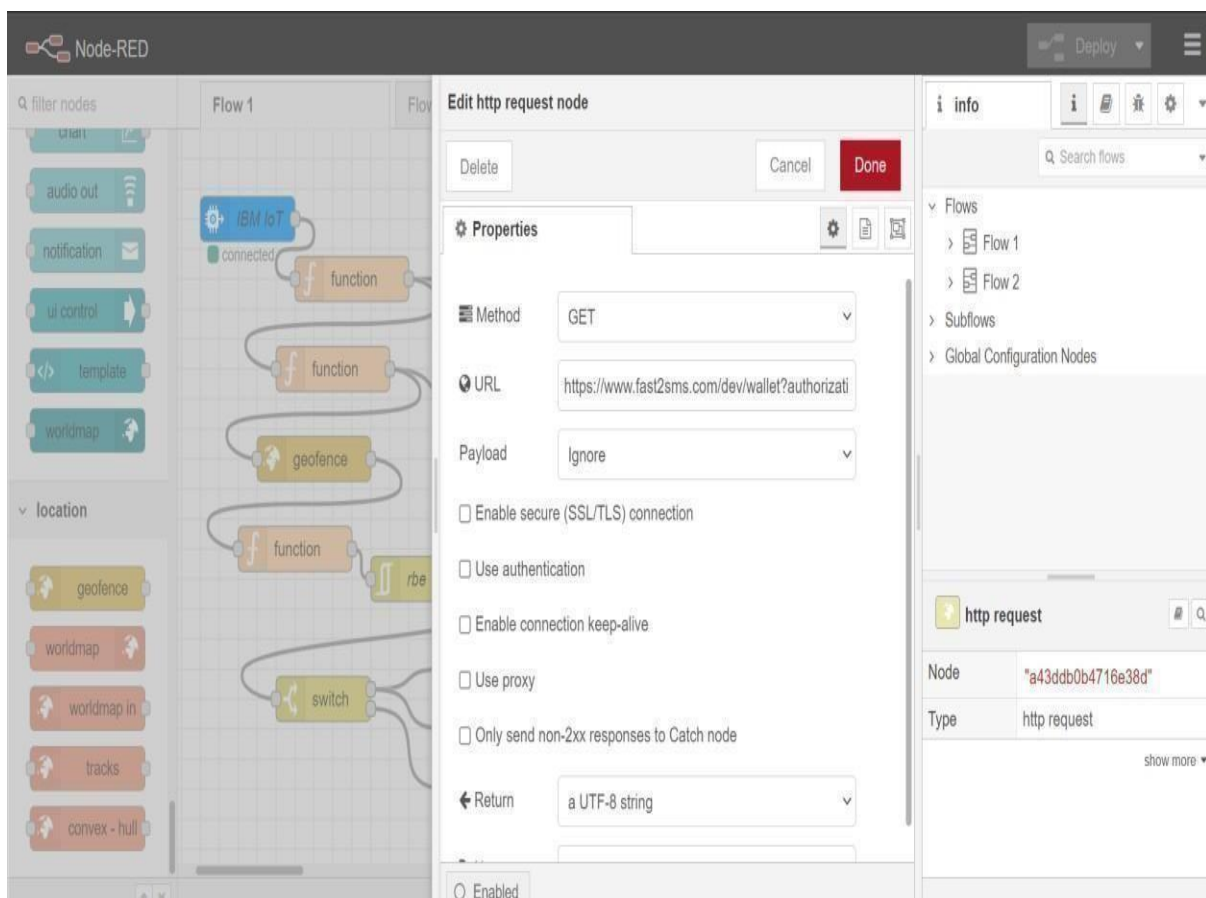 Node-RED
Deploy
filter nodes
chart
audio out
notification
ui control
template
worldmap
location
geofence
worldmap
worldmap in
tracks
convex - hull
Flow 1
Flow
IBM IoT
connected
function
function
geofence
function
rbe
switch
Edit http request node
Delete
Cancel
Done
Properties
Method
GET
URL
https://www.fast2sms.com/dev/wallet?authorizati
Payload
Ignore
Enable secure (SSL/TLS) connection
Use authentication
Enable connection keep-alive
Use proxy
Only send non-2xx responses to Catch node
Return
a UTF-8 string
Enabled
i info
i
Search flows
Flows
Flow 1
Flow 2
Subflows
Global Configuration Nodes
http request
Node
"a43ddb0b4716e38d"
Type
http request
show more